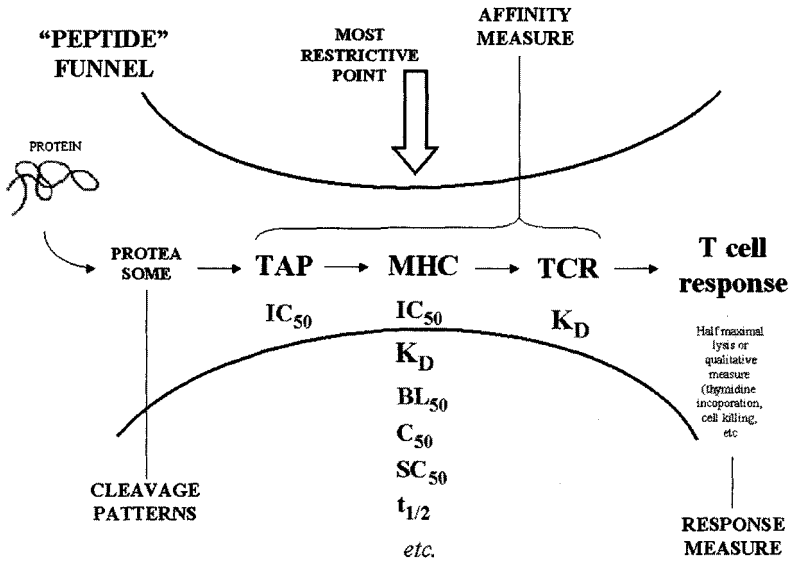 “PEPTIDE”
FUNNEL
MOST
RESTRICTIVE
POINT
AFFINITY
MEASURE
PROTEIN
PROTEA
SOME
TAP
MHC
TCR
T cell
response
IC50
IC50
KD
KD
BL50
C50
SC50
t1/2
etc.
Half maximal
lysis or
qualitative
measure
(thymidine
incoporation,
cell killing,
etc
CLEAVAGE
PATTERNS
RESPONSE
MEASURE